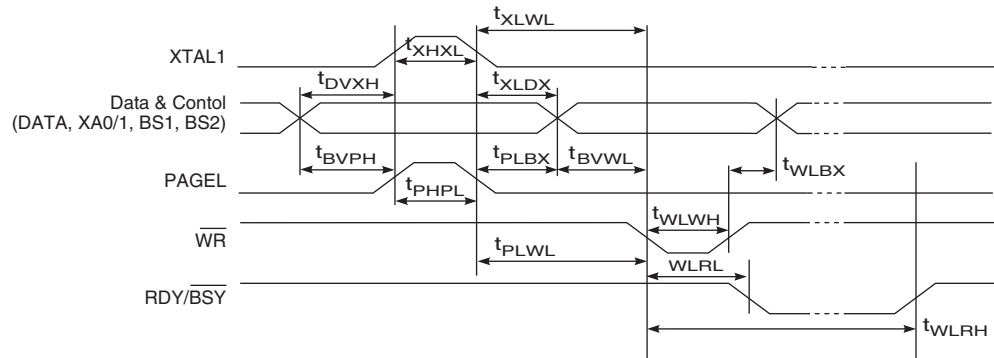 tXLWL
XTAL1
tXHXL
tDVXH
tXLDX
Data & Contol
(DATA, XA0/1, BS1, BS2)
tBVPH
tPLBX
tBVWL
tWLBX
PAGEL
tPHPL
tWLWH
WR
tPLWL
WLRL
RDY/BSY
tWLRH